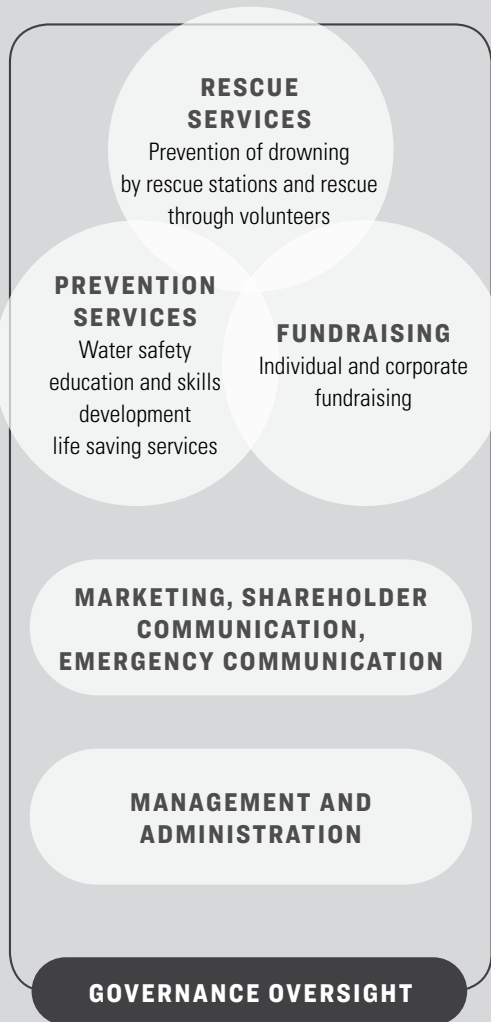 RESCUE
SERVICES
Prevention of drowning
by rescue stations and rescue
through volunteers
PREVENTION
SERVICES
Water safety
education and skills
development
life saving services
FUNDRAISING
Individual and corporate
fundraising
MARKETING, SHAREHOLDER
COMMUNICATION,
EMERGENCY COMMUNICATION
MANAGEMENT AND
ADMINISTRATION
GOVERNANCE OVERSIGHT